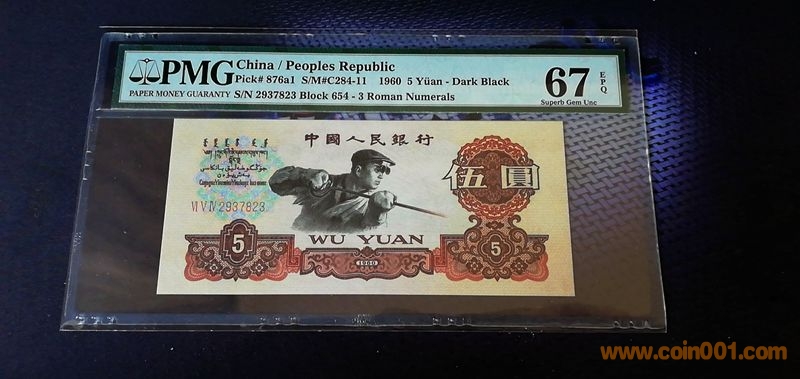 PMG
PAPER MONEY GUARANTY
China / Peoples Republic
Pick# 876a1 S/M#C284-11 1960 5 Yüan - Dark Black
S/N 2937823 Block 654 - 3 Roman Numerals
67 EPQ
Superb Gem Unc
中國人民銀行
伍圓
VI V IV 2937823
WU YUAN
5
1960
5
www.coin001.com